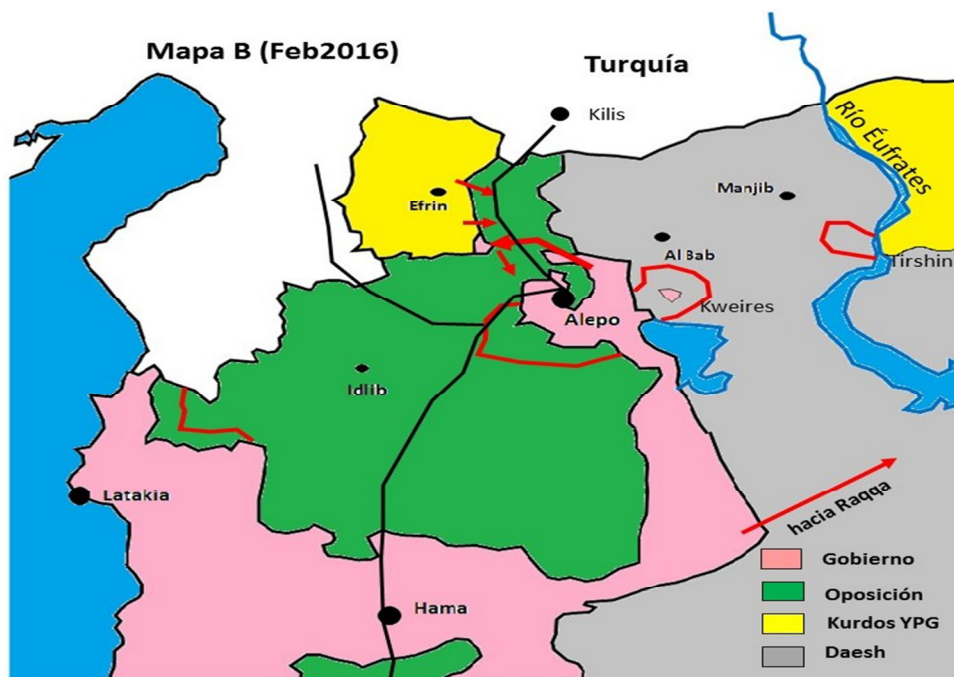 Mapa B (Feb2016)
Turquía
Kilis
Río Éufrates
Efrin
Manjib
Al Bab
Tirshin
Kweires
Alepo
Idlib
Latakia
hacia Raqqa
Gobierno
Oposición
Hama
Kurdos YPG
Daesh